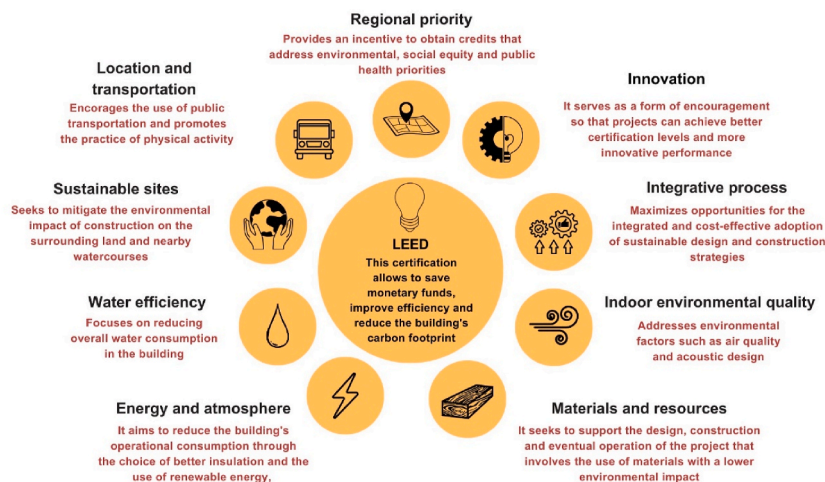 Regional priority
Provides an incentive to obtain credits that
address environmental, social equity and public
health priorities
Location and
transportation
Encorages the use of public
transportation and promotes
the practice of physical activity
Innovation
It serves as a form of encouragement
so that projects can achieve better
certification levels and more
innovative performance
Sustainable sites
Seeks to mitigate the environmental
impact of construction on the
surrounding land and nearby
watercourses
Integrative process
Maximizes opportunities for the
integrated and cost-effective adoption
of sustainable design and construction
strategies
LEED
This certification
allows to save
monetary funds,
improve efficiency and
reduce the building's
carbon footprint
Water efficiency
Focuses on reducing
overall water consumption
in the building
Indoor environmental quality
Addresses environmental
factors such as air quality
and acoustic design
Energy and atmosphere
It aims to reduce the building's
operational consumption through
the choice of better insulation and the
use of renewable energy,
Materials and resources
It seeks to support the design, construction
and eventual operation of the project that
involves the use of materials with a lower
environmental impact